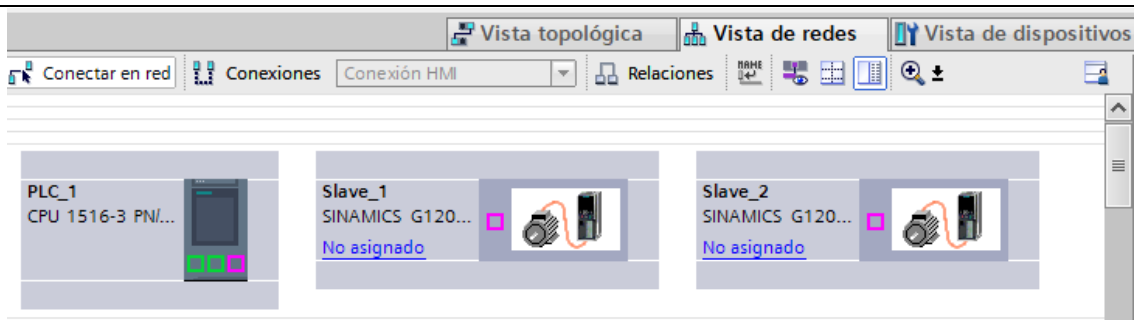 Vista topológica Vista de redes Vista de dispositivos
Conectar en red Conexiones Conexión HMI Relaciones NAME
PLC_1 Slave_1 Slave_2
CPU 1516-3 PN/... SINAMICS G120... SINAMICS G120...
No asignado No asignado